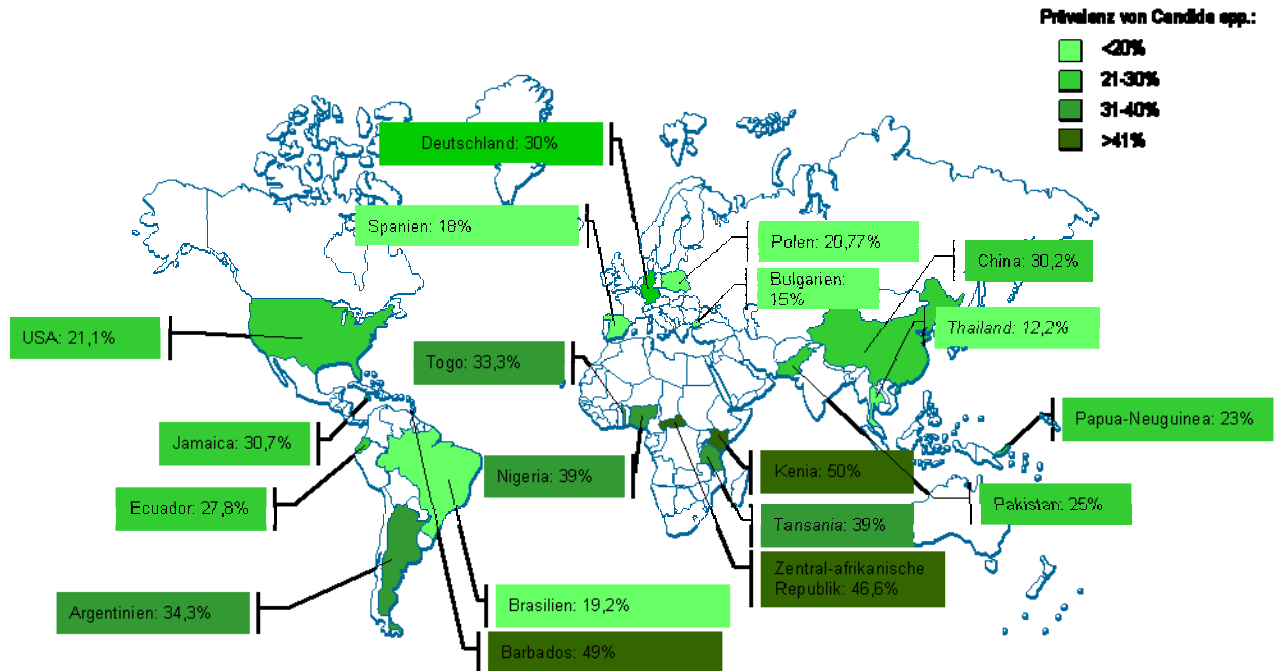 Prävalenz von Candida spp.:
<20%
21-30%
31-40%
>41%
Deutschland: 30%
Spanien: 18%
Polen: 20,77%
China: 30,2%
Bulgarien:
15%
USA: 21,1%
Thailand: 12,2%
Togo: 33,3%
Papua-Neuguinea: 23%
Jamaica: 30,7%
Nigeria: 39%
Kenia: 50%
Ecuador: 27,8%
Pakistan: 25%
Tansania: 39%
Zentral-afrikanische
Republik: 46,6%
Argentinien: 34,3%
Brasilien: 19,2%
Barbados: 49%